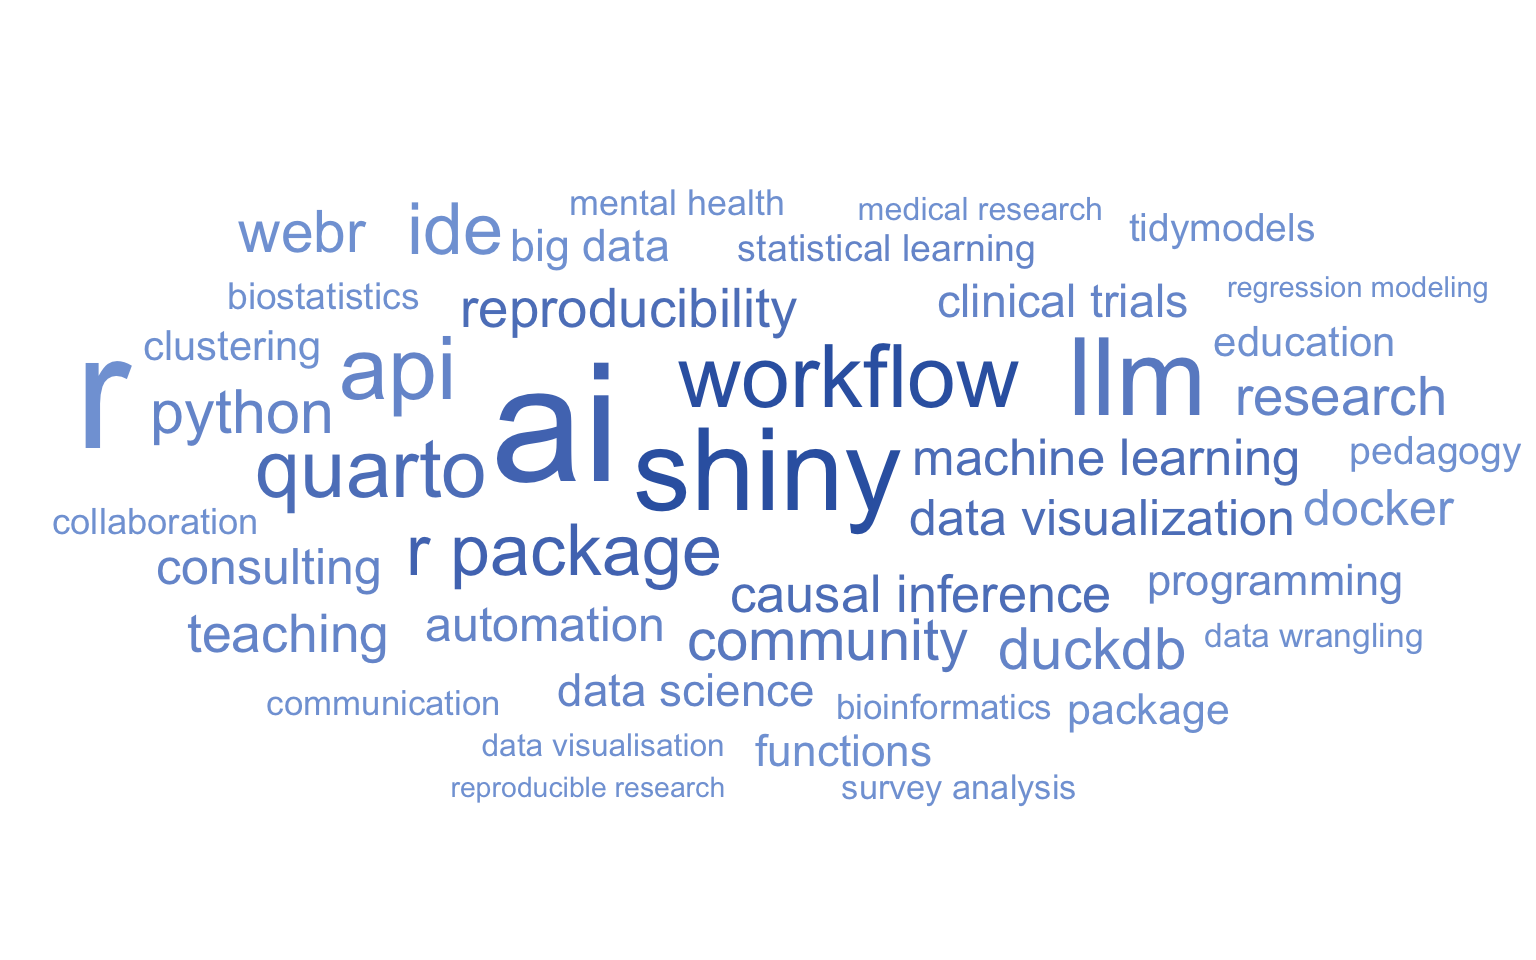 mental health
medical research
webr
ide
big data
statistical learning
tidymodels
biostatistics
reproducibility
clinical trials
regression modeling
clustering
api
workflow
llm
education
r
python
ai
research
quarto
shiny
machine learning
pedagogy
collaboration
data visualization
docker
consulting
r package
causal inference
programming
teaching
automation
community
duckdb
data wrangling
communication
data science
bioinformatics
package
data visualisation
functions
reproducible research
survey analysis